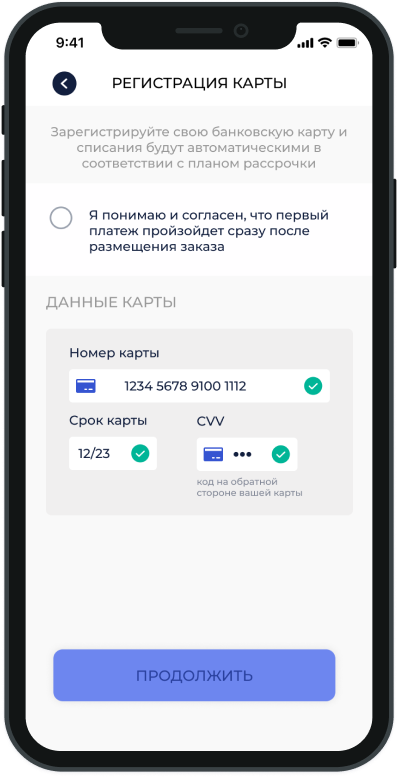 9:41
РЕГИСТРАЦИЯ КАРТЫ
Зарегистрируйте свою банковскую карту и
списания будут автоматическими в
соответствии с планом рассрочки
Я понимаю и согласен, что первый
платеж пройзойдет сразу после
размещения заказа
ДАННЫЕ КАРТЫ
Номер карты
1234 5678 9100 1112
Срок карты
CVV
12/23
•••
код на обратной
стороне вашей карты
ПРОДОЛЖИТЬ